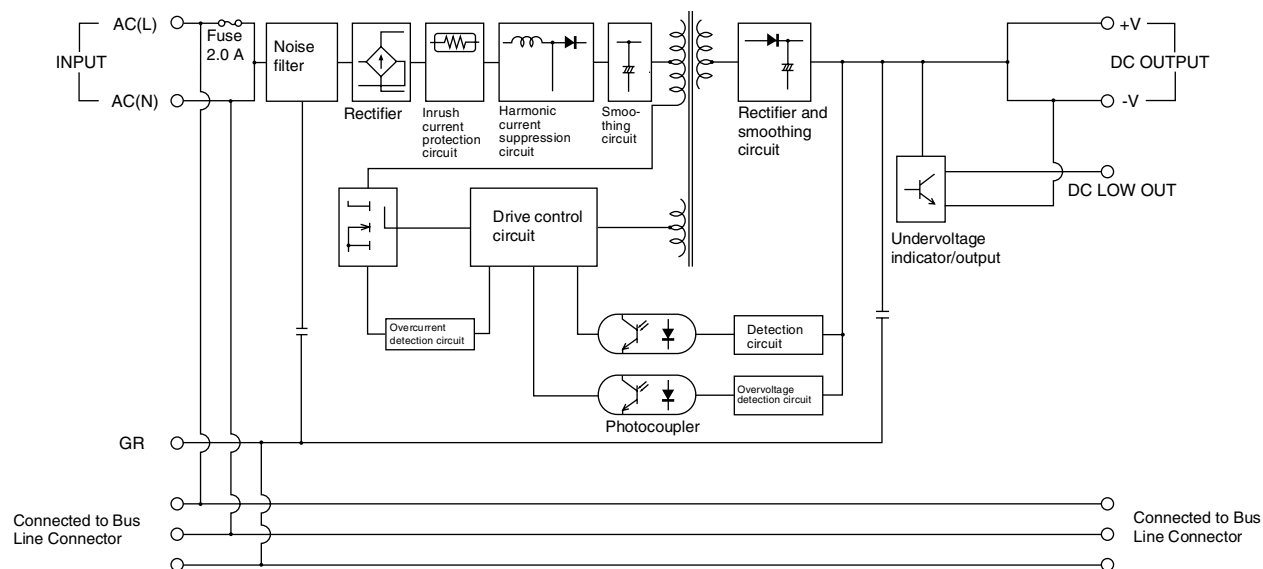 AC(L)
INPUT
AC(N)
Fuse
2.0 A
Noise
filter
Rectifier
Inrush
current
protection
circuit
Harmonic
current
suppression
circuit
Smoo-
thing
circuit
Rectifier and
smoothing
circuit
+V
DC OUTPUT
-V
DC LOW OUT
Undervoltage
indicator/output
Drive control
circuit
Overcurrent
detection circuit
Detection
circuit
Overvoltage
detection circuit
Photocoupler
GR
Connected to Bus
Line Connector
Connected to Bus
Line Connector